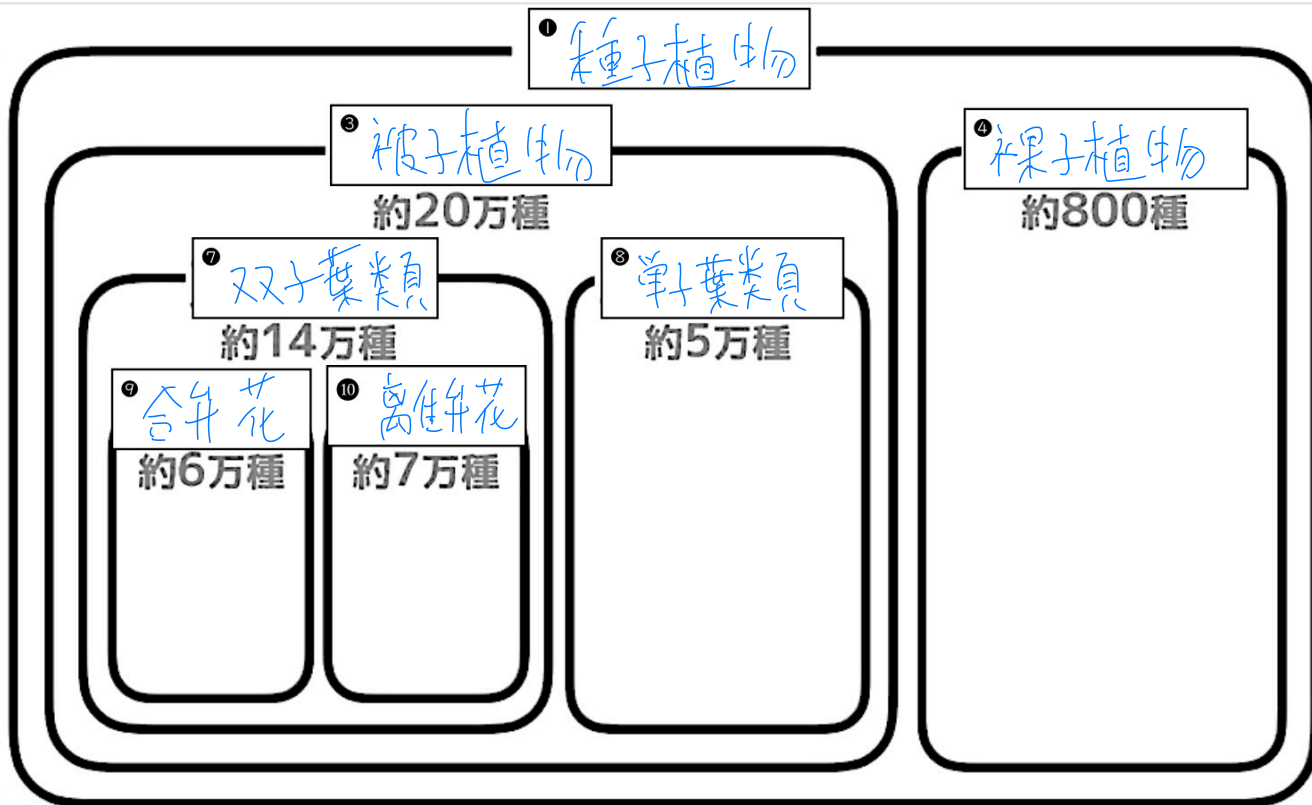 ❶ 種子植物
❸ 被子植物
約20万種
❹ 裸子植物
約800種
❼ 双子葉類
約14万種
❽ 単子葉類
約5万種
❾ 合弁花
約6万種
❿ 離弁花
約7万種